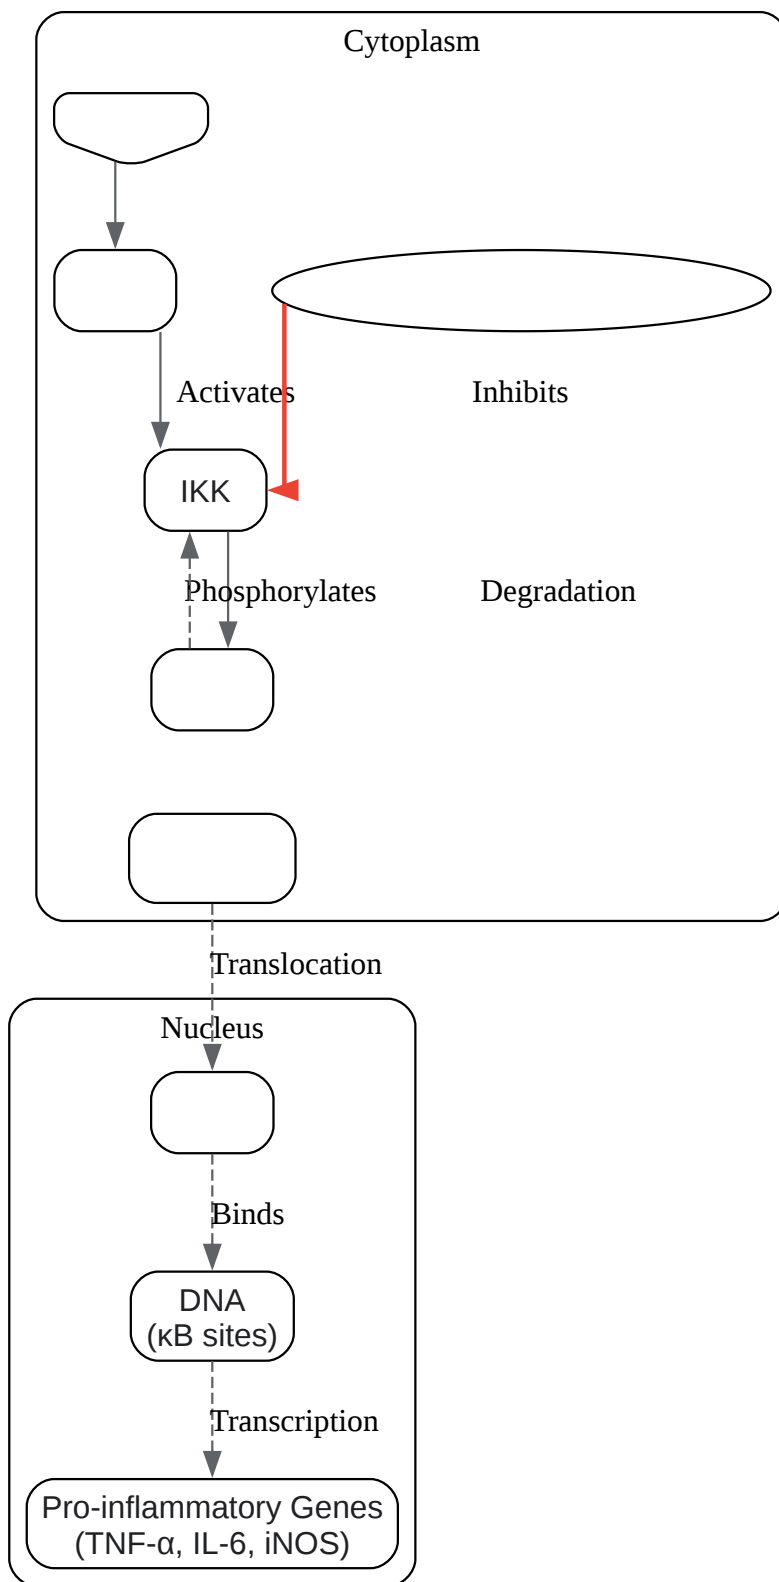 Cytoplasm
Activates
Inhibits
IKK
Phosphorylates
Degradation
Translocation
Nucleus
Binds
DNA
(κB sites)
Transcription
Pro-inflammatory Genes
(TNF-α, IL-6, iNOS)